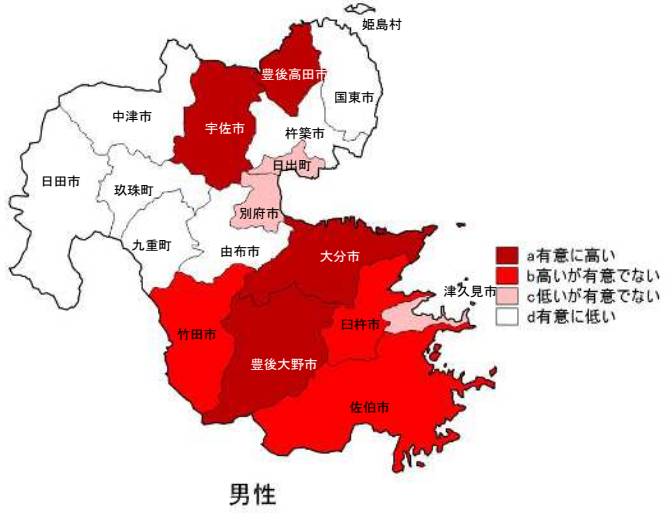 姫島村
豊後高田市
国東市
中津市
宇佐市
杵築市
日出町
日田市
玖珠町
別府市
九重町
由布市
大分市
a有意に高い
b高いが有意でない
c低いが有意でない
d有意に低い
津久見市
竹田市
臼杵市
豊後大野市
佐伯市
男性